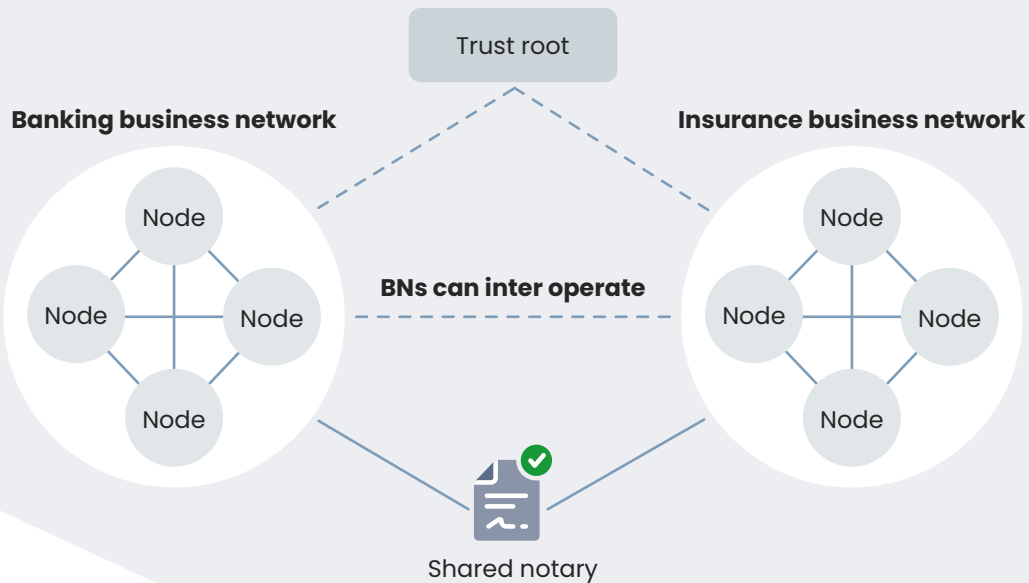 Trust root
Banking business network
Insurance business network
Node
Node
Node
Node
BNs can inter operate
Node
Node
Node
Node
Shared notary